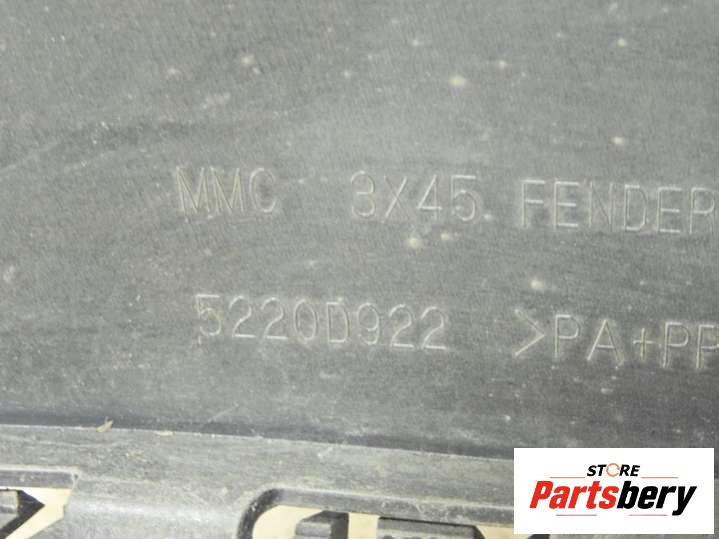 MMC 3X45 FENDER
5220D922 >PA+PP
STORE
Partsbery